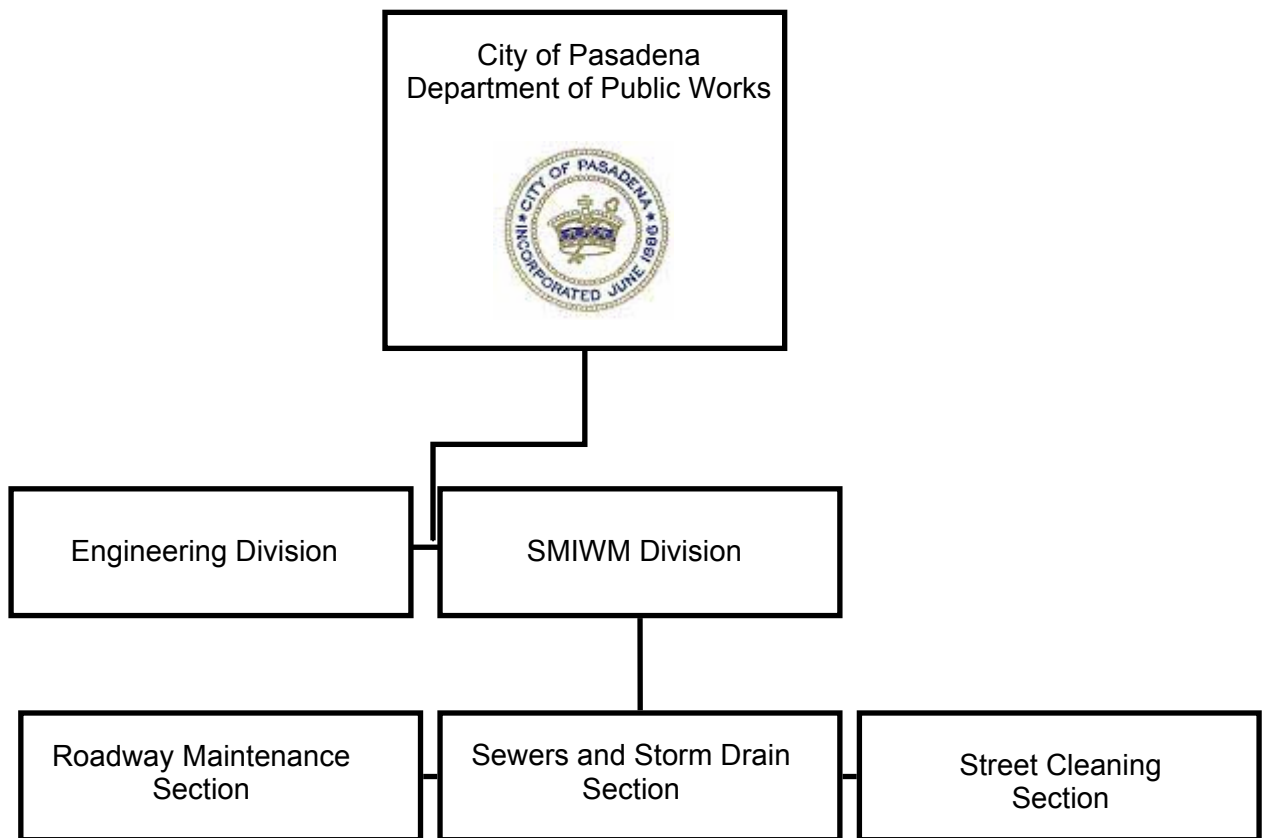 City of Pasadena
Department of Public Works
CITY OF PASADENA
INCORPORATED JUNE 1886
Engineering Division
SMIWM Division
Roadway Maintenance
Section
Sewers and Storm Drain
Section
Street Cleaning
Section